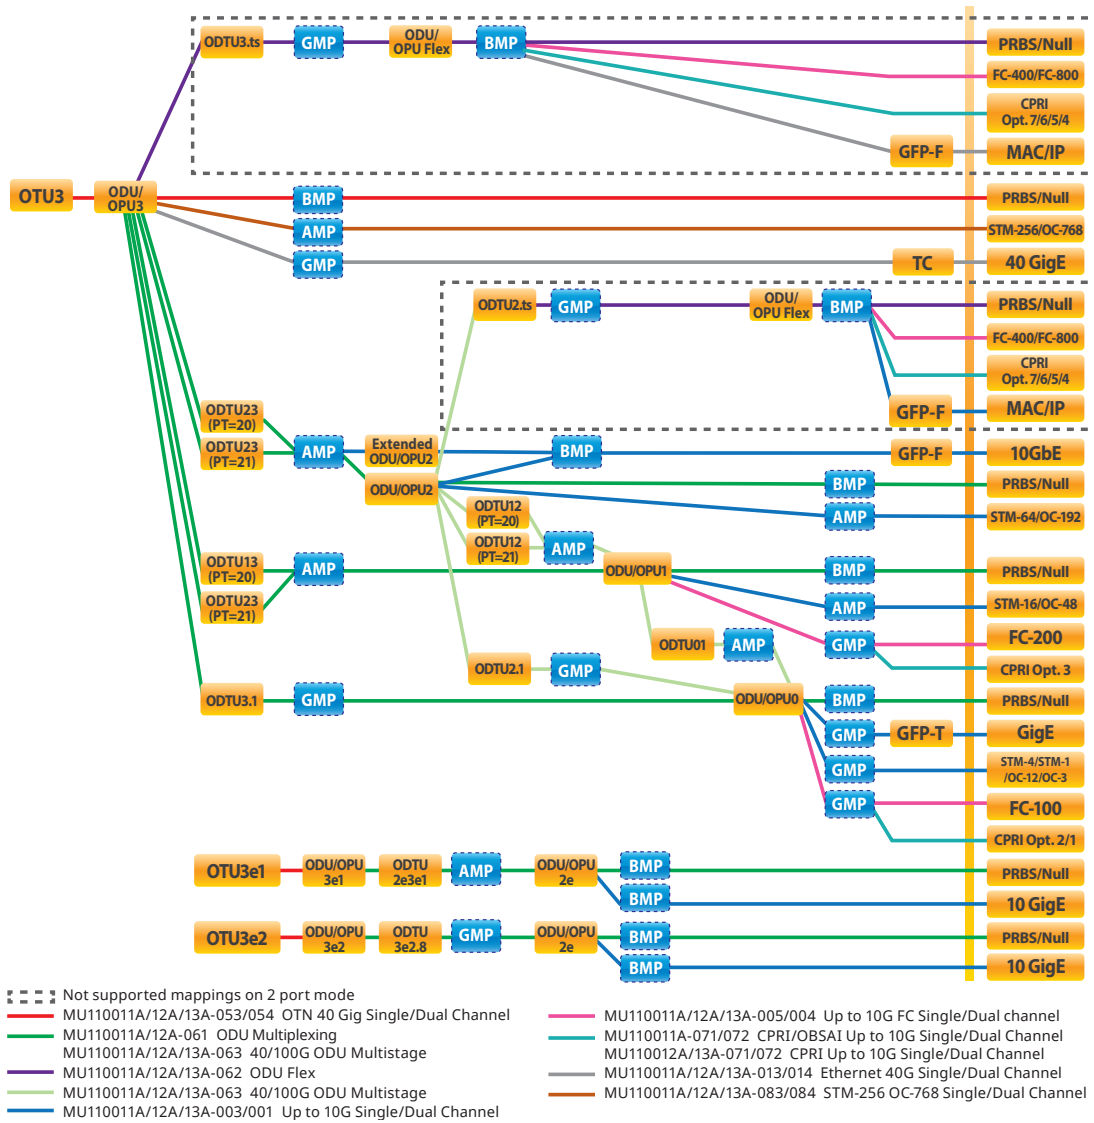 ODTU3.ts
GMP
ODU/
OPU Flex
BMP
PRBS/Null
FC-400/FC-800
CPRI
Opt. 7/6/5/4
GFP-F
MAC/IP
OTU3
ODU/
OPU3
BMP
PRBS/Null
AMP
STM-256/OC-768
GMP
TC
40 GigE
ODTU2.ts
GMP
ODU/
OPU Flex
BMP
PRBS/Null
FC-400/FC-800
CPRI
Opt. 7/6/5/4
GFP-F
MAC/IP
ODTU23
(PT=20)
ODTU23
(PT=21)
AMP
Extended
ODU/OPU2
BMP
GFP-F
10GbE
ODU/OPU2
BMP
PRBS/Null
ODTU12
(PT=20)
AMP
STM-64/OC-192
ODTU12
(PT=21)
AMP
ODTU13
(PT=20)
AMP
ODU/OPU1
BMP
PRBS/Null
ODTU23
(PT=21)
AMP
STM-16/OC-48
ODTU01
AMP
GMP
FC-200
ODTU2.1
GMP
CPRI Opt. 3
ODTU3.1
GMP
ODU/OPU0
BMP
PRBS/Null
GMP
GFP-T
GigE
GMP
STM-4/STM-1
/OC-12/OC-3
GMP
FC-100
CPRI Opt. 2/1
OTU3e1
ODU/OPU
3e1
ODTU
2e3e1
AMP
ODU/OPU
2e
BMP
PRBS/Null
BMP
10 GigE
OTU3e2
ODU/OPU
3e2
ODTU
3e2.8
GMP
ODU/OPU
2e
BMP
PRBS/Null
BMP
10 GigE
Not supported mappings on 2 port mode
MU110011A/12A/13A-053/054 OTN 40 Gig Single/Dual Channel
MU110011A/12A-061 ODU Multiplexing
MU110011A/12A/13A-063 40/100G ODU Multistage
MU110011A/12A/13A-062 ODU Flex
MU110011A/12A/13A-063 40/100G ODU Multistage
MU110011A/12A/13A-003/001 Up to 10G Single/Dual Channel
MU110011A/12A/13A-005/004 Up to 10G FC Single/Dual channel
MU110011A-071/072 CPRI/OBSAI Up to 10G Single/Dual Channel
MU110012A/13A-071/072 CPRI Up to 10G Single/Dual Channel
MU110011A/12A/13A-013/014 Ethernet 40G Single/Dual Channel
MU110011A/12A/13A-083/084 STM-256 OC-768 Single/Dual Channel